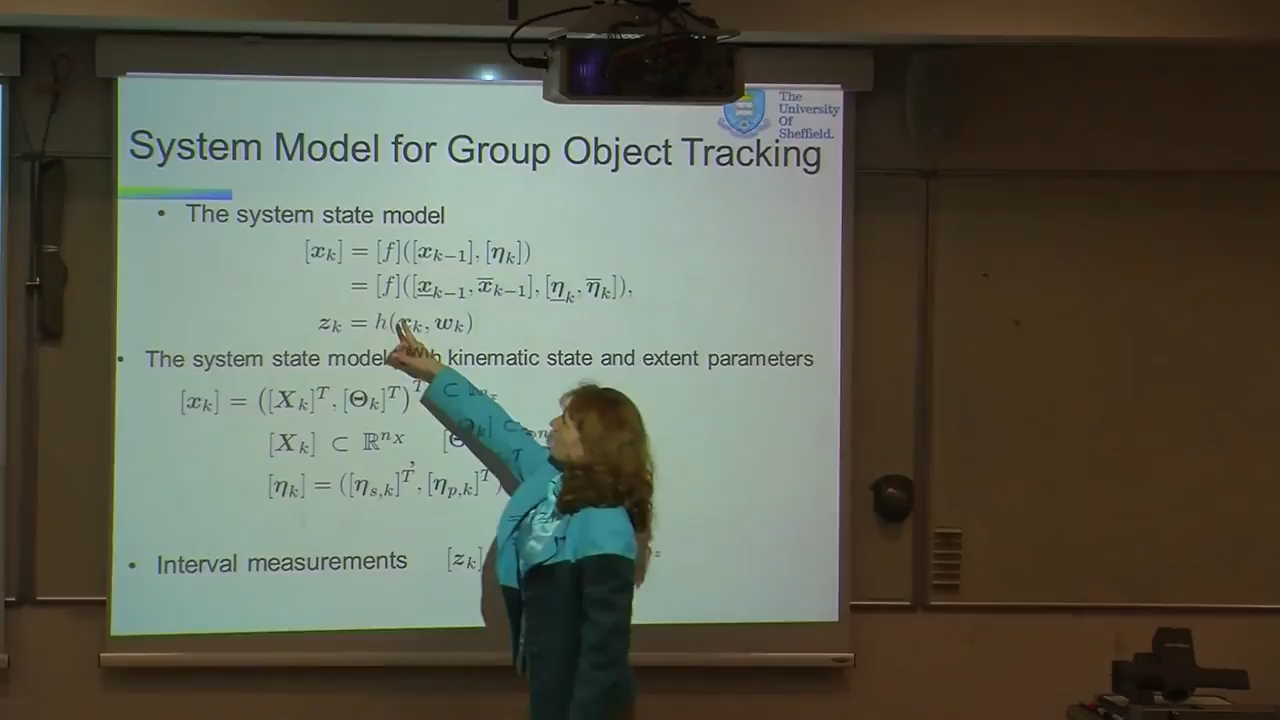 The
University
Of
Sheffield.
System Model for Group Object Tracking
• The system state model
[x_k] = [f]([x_{k−1}], [η_k])
= [f]([x̲_{k−1}, x̅_{k−1}], [η̲_k, η̅_k]),
z_k = h(x_k, w_k)
• The system state model with kinematic state and extent parameters
[x_k] = ([X_k]^T, [Θ_k]^T)^T ⊂
[X_k] ⊂ ℝ^{n_X}
[η_k] = ([η_{s,k}]^T, [η_{p,k}]^T)
,
• Interval measurements [z_k]